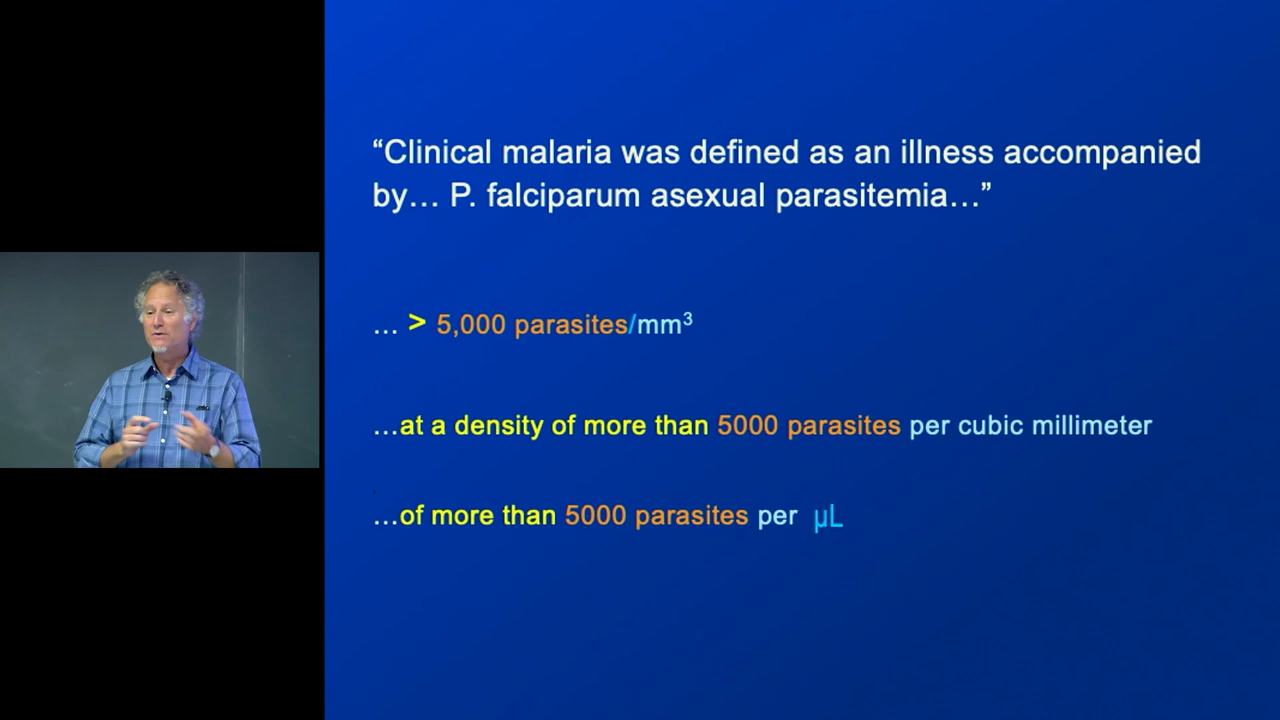 “Clinical malaria was defined as an illness accompanied
by… P. falciparum asexual parasitemia…”
… > 5,000 parasites/mm³
…at a density of more than 5000 parasites per cubic millimeter
…of more than 5000 parasites per µL